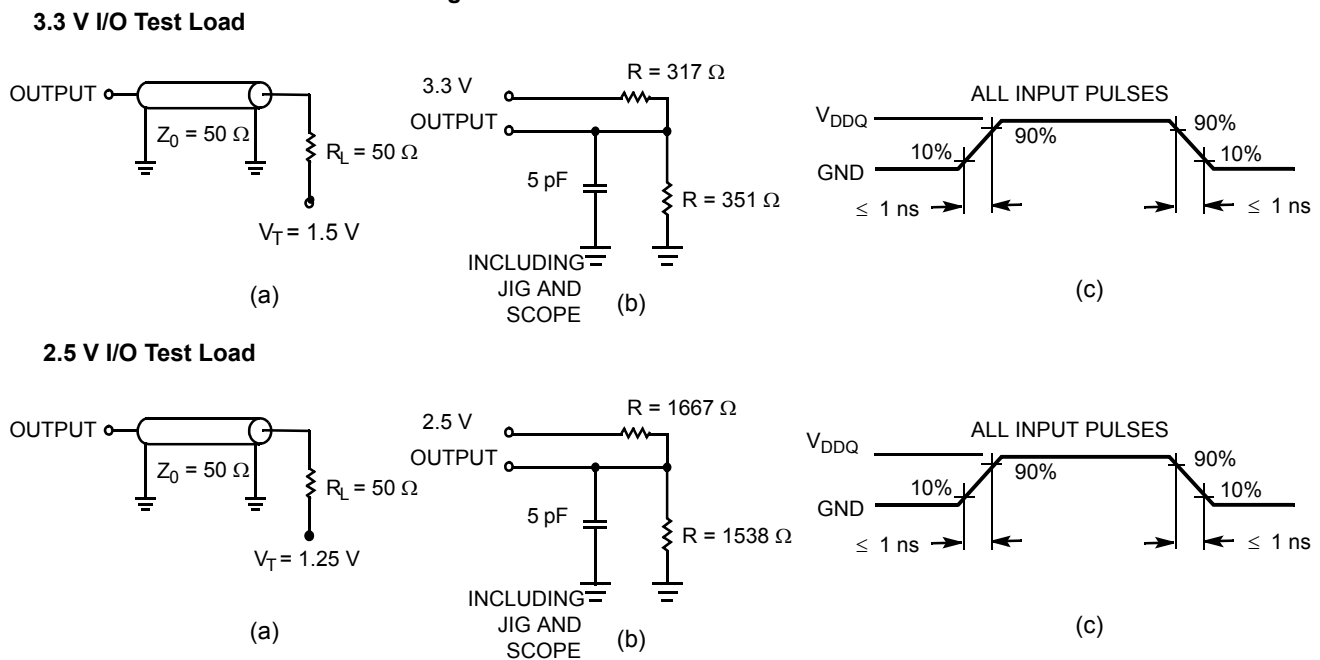 3.3 V I/O Test Load
OUTPUT
Z0 = 50 Ω
RL = 50 Ω
VT = 1.5 V
(a)
3.3 V
OUTPUT
R = 317 Ω
5 pF
R = 351 Ω
INCLUDING
JIG AND
SCOPE
(b)
ALL INPUT PULSES
VDDQ
GND
10%
90%
90%
10%
≤ 1 ns
≤ 1 ns
(c)
2.5 V I/O Test Load
OUTPUT
Z0 = 50 Ω
RL = 50 Ω
VT = 1.25 V
(a)
2.5 V
OUTPUT
R = 1667 Ω
5 pF
R = 1538 Ω
INCLUDING
JIG AND
SCOPE
(b)
ALL INPUT PULSES
VDDQ
GND
10%
90%
90%
10%
≤ 1 ns
≤ 1 ns
(c)